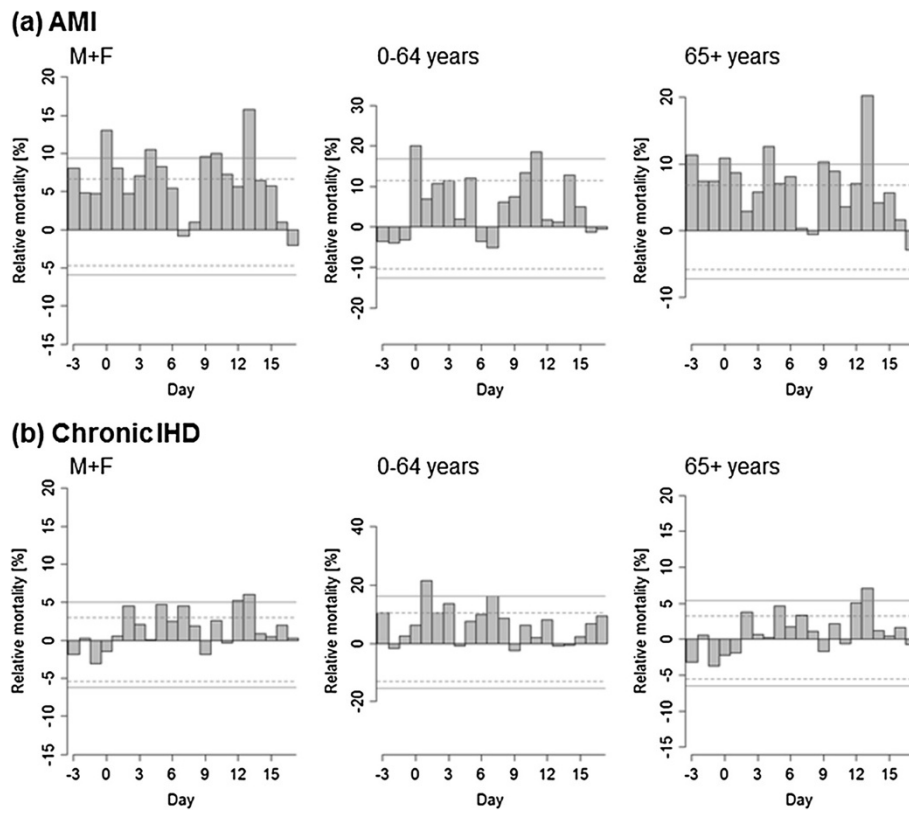 (a) AMI
M+F
0-64 years
65+ years
Relative mortality [%]
20
15
10
5
0
-5
-10
-15
-3 0 3 6 9 12 15
Day
Relative mortality [%]
30
20
10
0
-10
-20
-3 0 3 6 9 12 15
Day
Relative mortality [%]
20
10
0
-10
-3 0 3 6 9 12 15
Day
(b) Chronic IHD
M+F
0-64 years
65+ years
Relative mortality [%]
20
15
10
5
0
-5
-10
-15
-3 0 3 6 9 12 15
Day
Relative mortality [%]
40
20
0
-20
-3 0 3 6 9 12 15
Day
Relative mortality [%]
20
15
10
5
0
-5
-10
-15
-3 0 3 6 9 12 15
Day